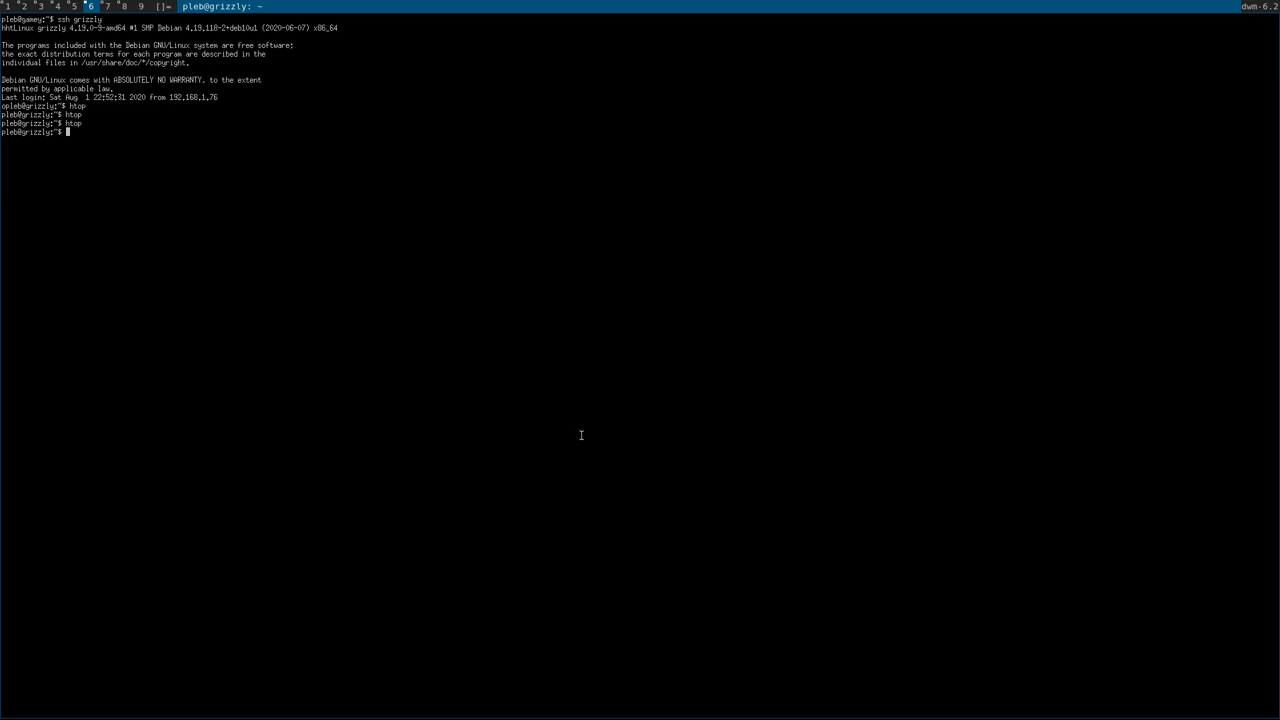 1 2 3 4 5 6 7 8 9 []= pleb@grizzly: ~ dwm-6.2
pleb@gamey:~$ ssh grizzly
hhtLinux grizzly 4.19.0-9-amd64 #1 SMP Debian 4.19.118-2+deb10u1 (2020-06-07) x86_64
The programs included with the Debian GNU/Linux system are free software;
the exact distribution terms for each program are described in the
individual files in /usr/share/doc/*/copyright.
Debian GNU/Linux comes with ABSOLUTELY NO WARRANTY, to the extent
permitted by applicable law.
Last login: Sat Aug  1 22:52:31 2020 from 192.168.1.76
opleb@grizzly:~$ htop
pleb@grizzly:~$ htop
pleb@grizzly:~$ htop
pleb@grizzly:~$